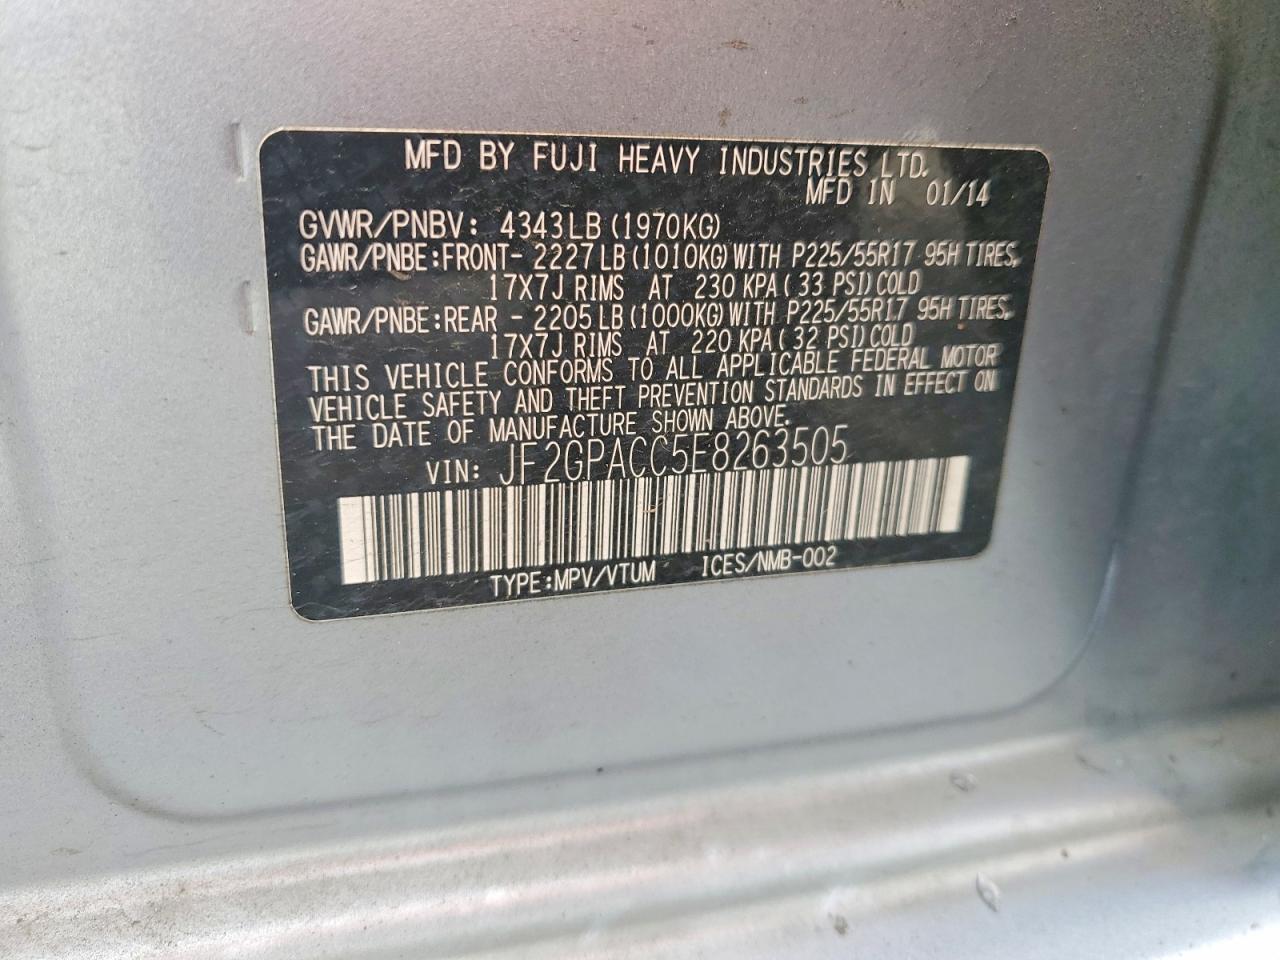 MFD BY FUJI HEAVY INDUSTRIES LTD.
MFD IN 01/14
GVWR/PNBV: 4343LB(1970KG)
GAWR/PNBE:FRONT- 2227LB(1010KG)WITH P225/55R17 95H TIRES,
17X7J RIMS AT 230 KPA( 33 PSI)COLD
GAWR/PNBE:REAR - 2205LB(1000KG)WITH P225/55R17 95H TIRES,
17X7J RIMS AT 220 KPA( 32 PSI)COLD
THIS VEHICLE CONFORMS TO ALL APPLICABLE FEDERAL MOTOR
VEHICLE SAFETY AND THEFT PREVENTION STANDARDS IN EFFECT ON
THE DATE OF MANUFACTURE SHOWN ABOVE.
VIN: JF2GPACC5E8263505
TYPE:MPV/VTUM ICES/NMB-002